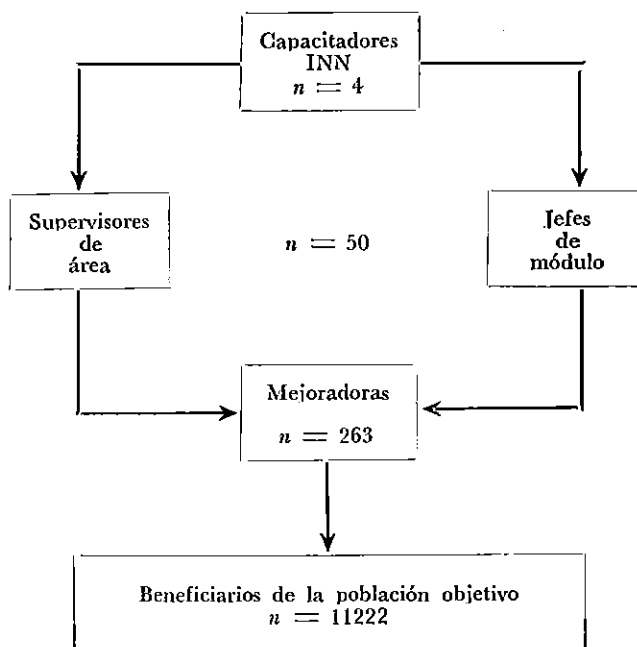 Capacitadores
INN
n = 4
Supervisores
de
área
n = 50
Jefes
de
módulo
Mejoradoras
n = 263
Beneficiarios de la población objetivo
n = 11222